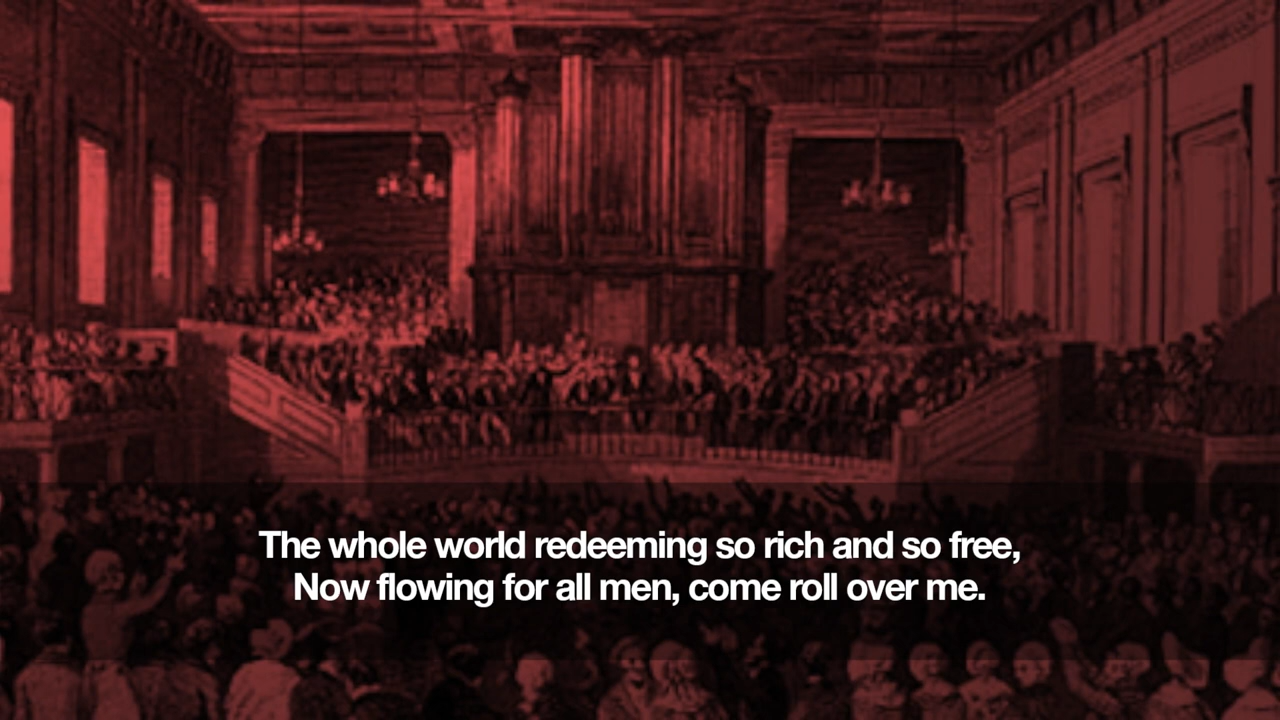 The whole world redeeming so rich and so free,
Now flowing for all men, come roll over me.